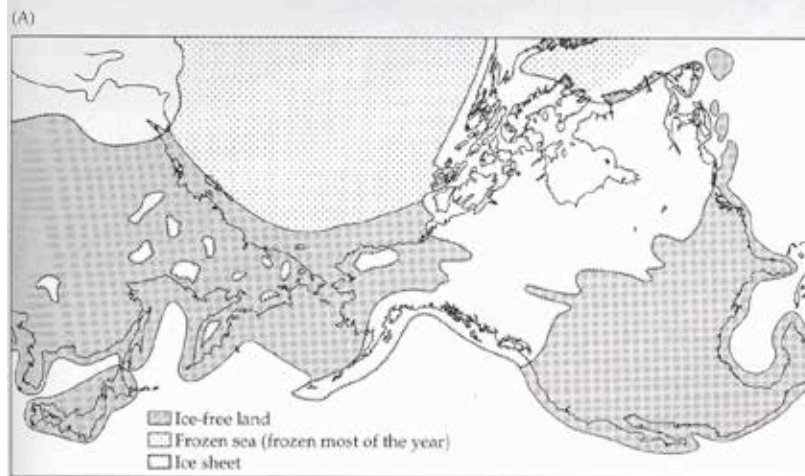 (A)
Ice-free land
Frozen sea (frozen most of the year)
Ice sheet